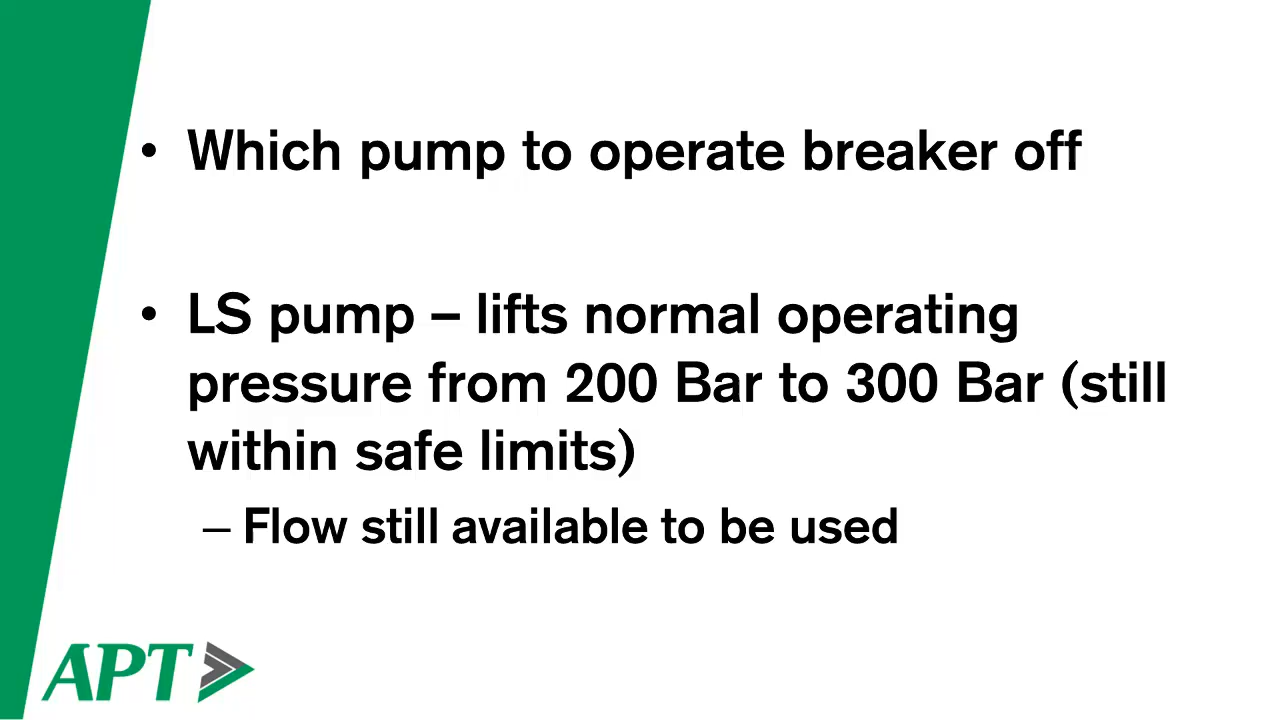 • Which pump to operate breaker off
• LS pump – lifts normal operating
pressure from 200 Bar to 300 Bar (still
within safe limits)
– Flow still available to be used
APT